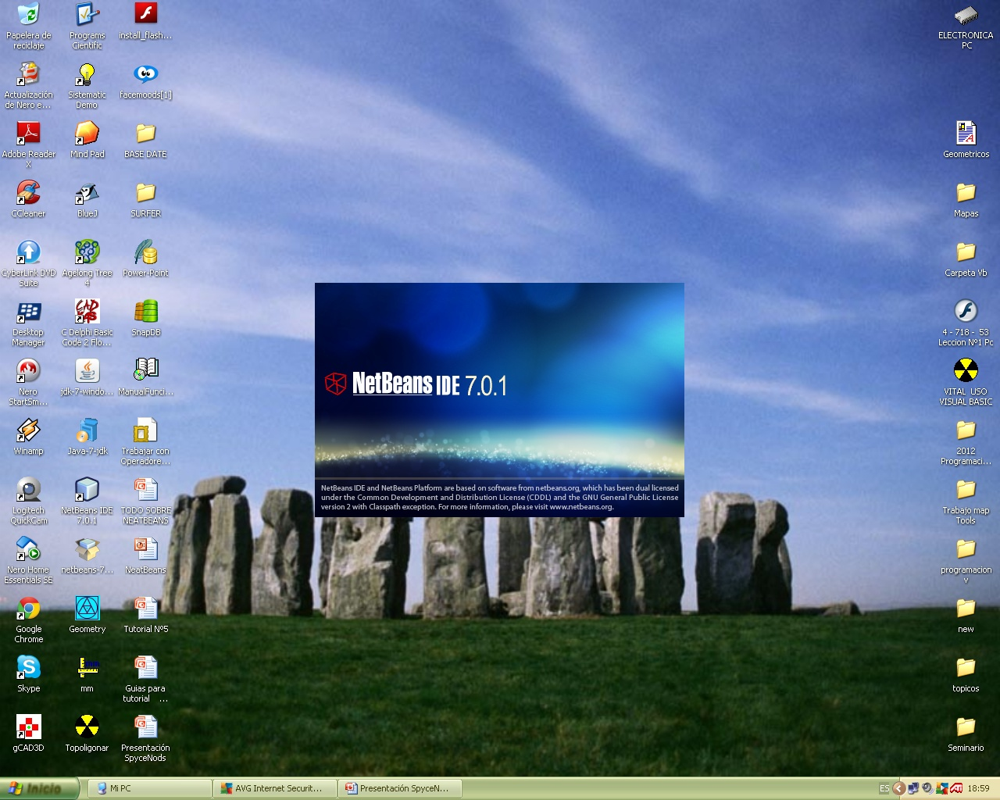 Papelera de
reciclaje
Programs
Cientific
install_flash...
ELECTRONICA
PC
Actualización
de Nero e...
Sistematic
Demo
facemoods[1]
Adobe Reader
X
Mind Pad
BASE DATE
Geometricos
CCleaner
BlueJ
SURFER
Mapas
CyberLink DVD
Suite
Agelong Tree
4
Power-Point
Carpeta Vb
Desktop
Manager
C Delphi Basic
Code 2 Flo...
SnapDB
4 - 718 - 53
Leccion Nº1 Pc
Nero
StartSm...
jdk-7-windo...
ManualFunci...
VITAL USO
VISUAL BASIC
NetBeans IDE 7.0.1
NetBeans IDE and NetBeans Platform are based on software from netbeans.org, which has been dual licensed
under the Common Development and Distribution License (CDDL) and the GNU General Public License
version 2 with Classpath exception. For more information, please visit www.netbeans.org.
Winamp
Java-7-jdk
Trabajar con
Operadore...
2012
Programaci...
Logitech
QuickCam
NetBeans IDE
7.0.1
TODO SOBRE
NEATBEANS
Trabajo map
Tools
Nero Home
Essentials SE
netbeans-7...
NeatBeans
programacion
v
Google
Chrome
Geometry
Tutorial Nº5
new
Skype
mm
Guias para
tutorial ...
topicos
gCAD3D
Topoligonar
Presentación
SpyceNods
Seminario
Inicio
Mi PC
AVG Internet Securit...
Presentación SpyceN...
ES
18:59